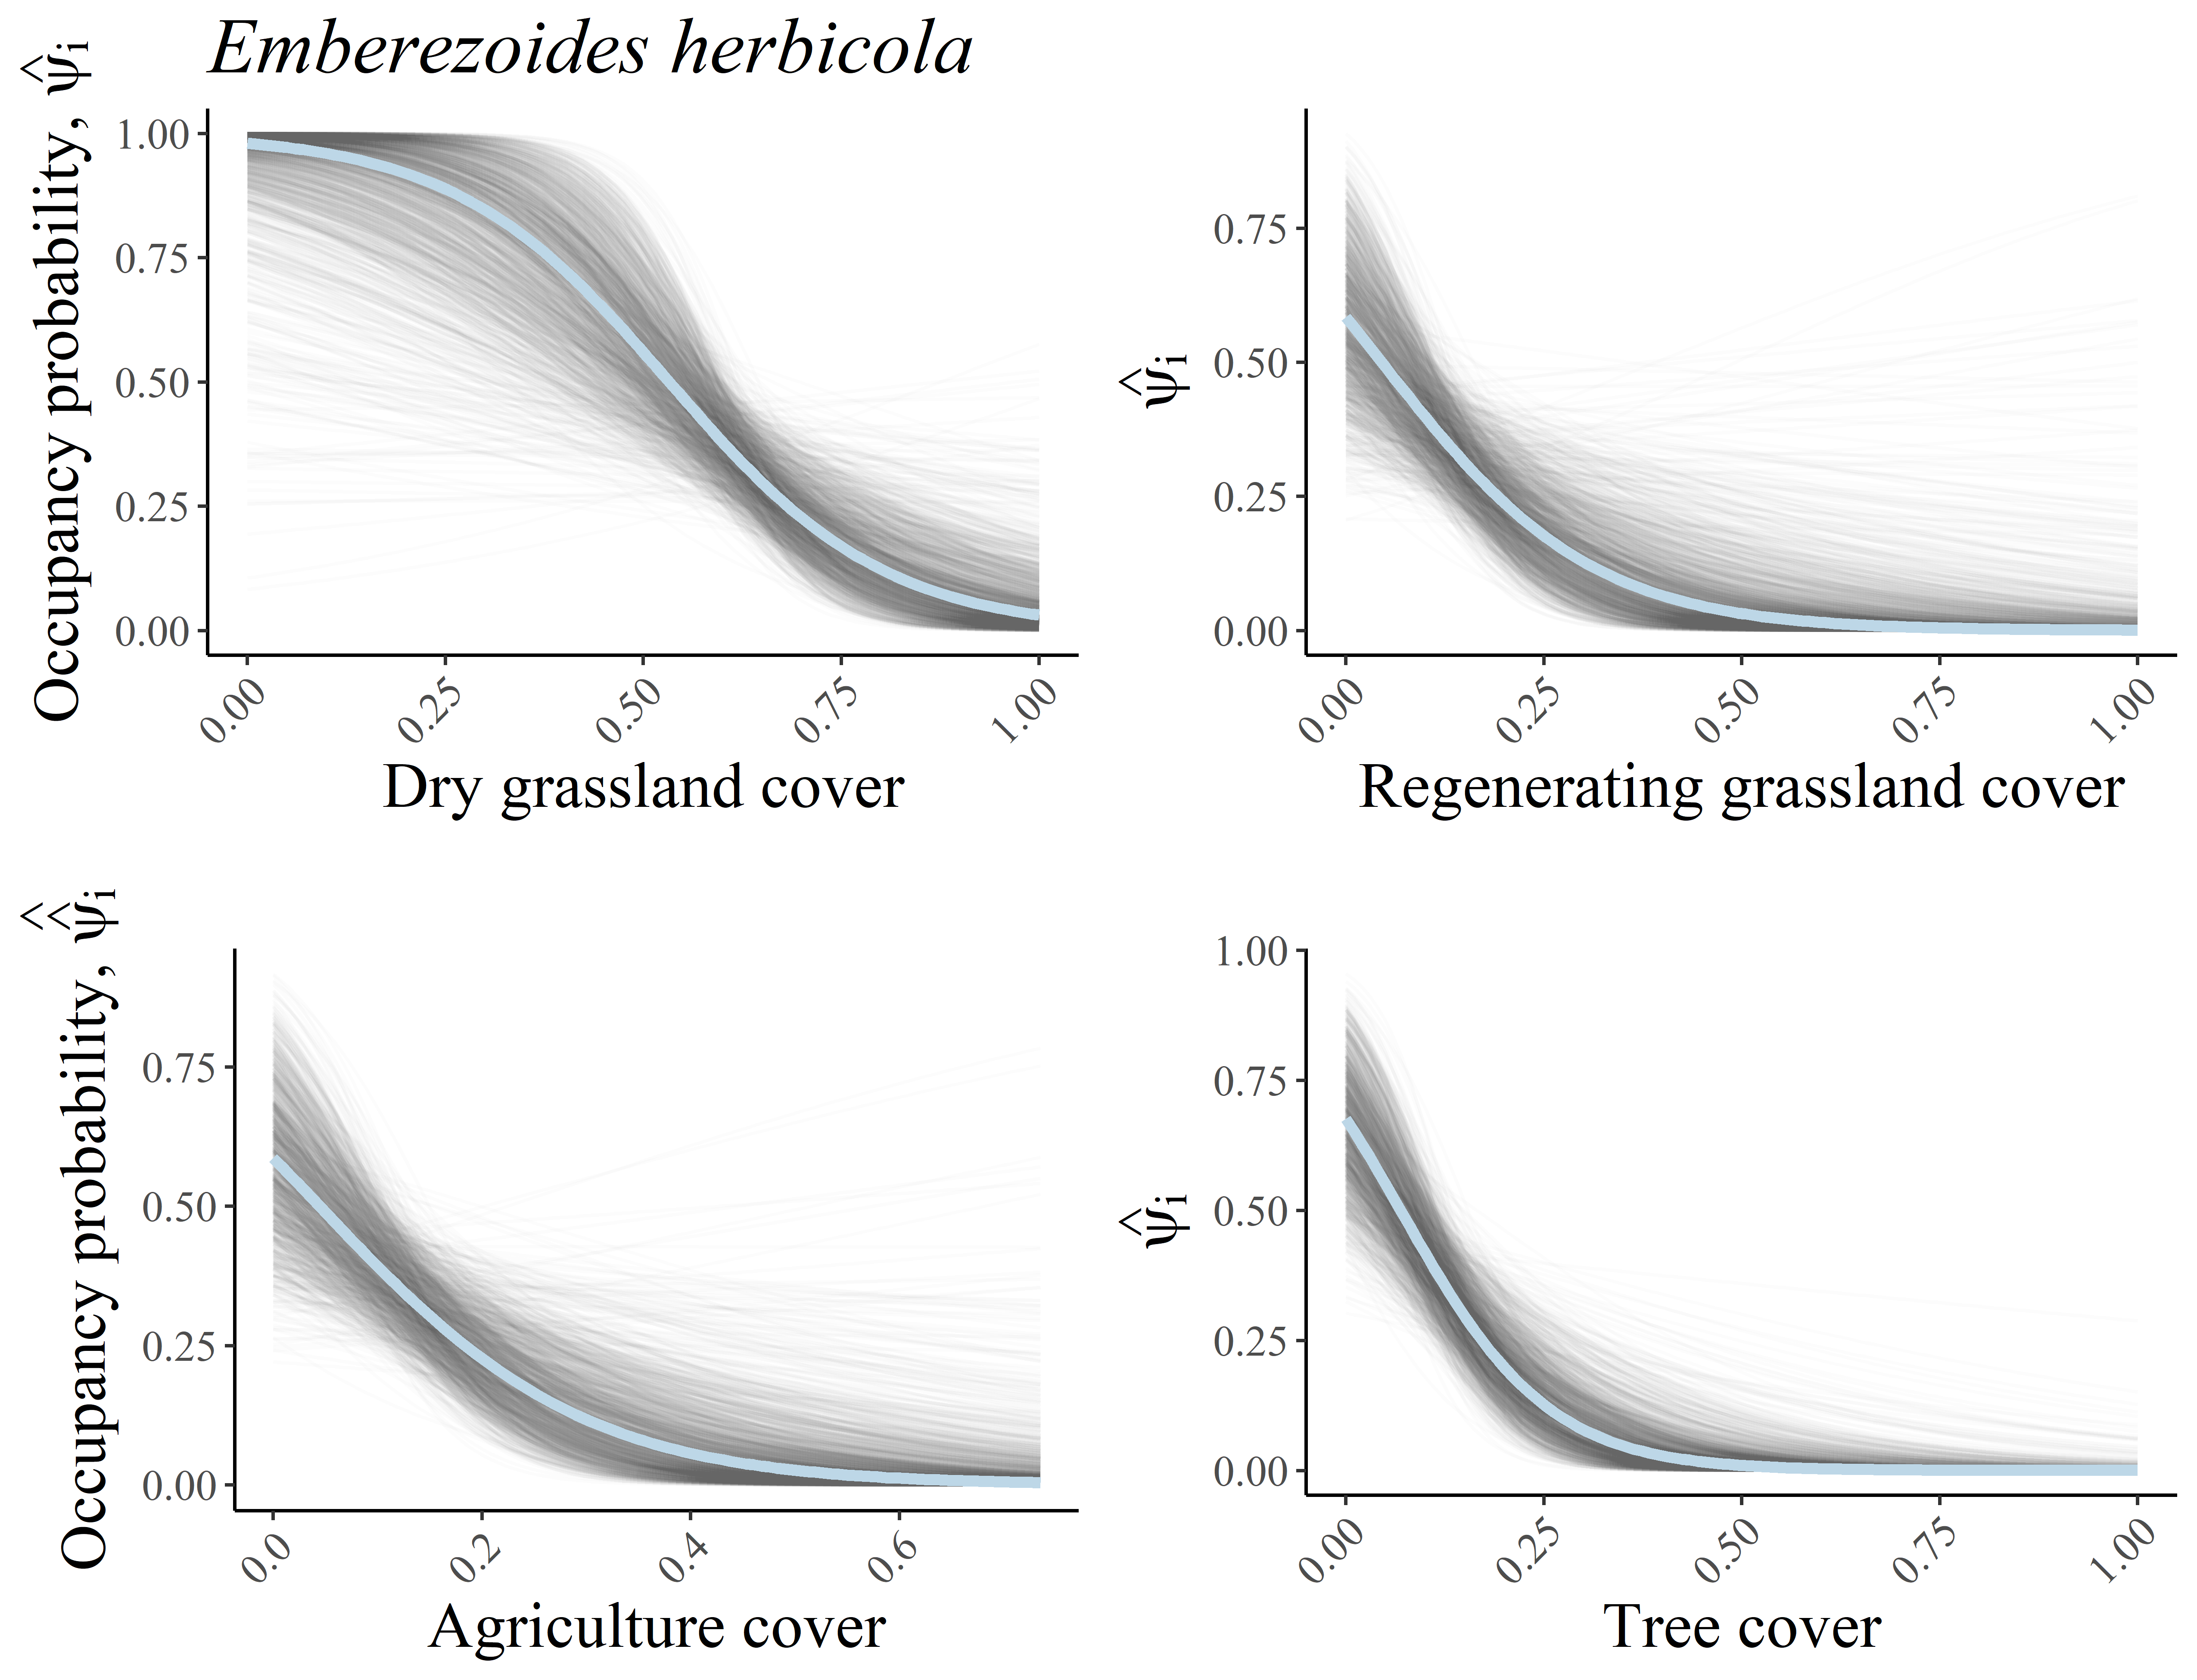 Emberezoides herbicola
Occupancy probability, ψ̂i
1.00
0.75
0.50
0.25
0.00
0.00 0.25 0.50 0.75 1.00
Dry grassland cover
ψ̂i
0.75
0.50
0.25
0.00
0.00 0.25 0.50 0.75 1.00
Regenerating grassland cover
Occupancy probability, ψ̂̂i
0.75
0.50
0.25
0.00
0.0 0.2 0.4 0.6
Agriculture cover
ψ̂i
1.00
0.75
0.50
0.25
0.00
0.00 0.25 0.50 0.75 1.00
Tree cover